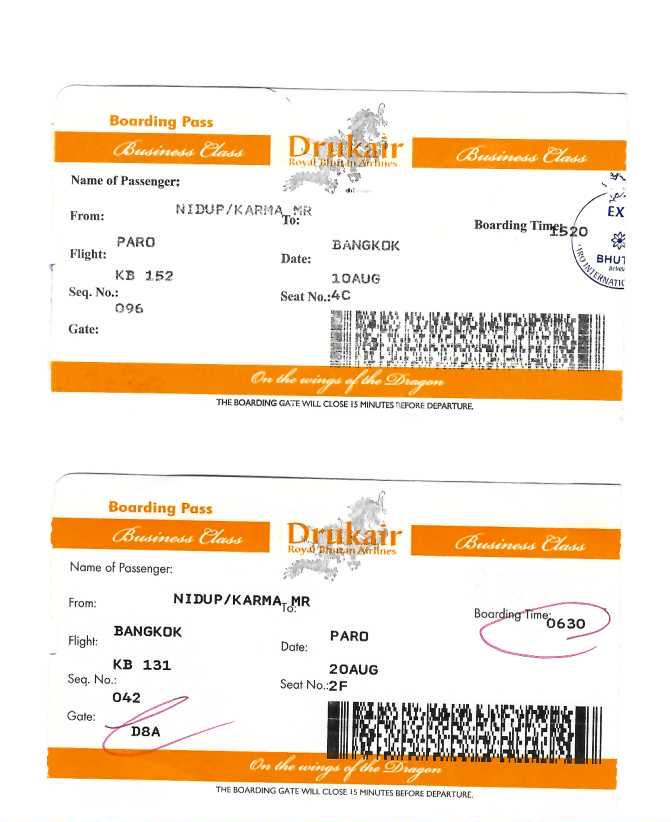 Boarding Pass
Business Class Drukair Business Class
Royal Bhutan Airlines
Name of Passenger:
NIDUP/KARMA MR
From: To: Boarding Time: 1520
PARO BANGKOK
Flight: Date:
KB 152 10AUG
Seq. No.: Seat No.:4C
096
Gate:
EX
BHUT
INTERNATIO
On the wings of the Dragon
THE BOARDING GATE WILL CLOSE 15 MINUTES BEFORE DEPARTURE.
Boarding Pass
Business Class Drukair Business Class
Royal Bhutan Airlines
Name of Passenger:
NIDUP/KARMA MR
From: To: Boarding Time: 0630
BANGKOK PARO
Flight: Date:
KB 131 20AUG
Seq. No.: Seat No.:2F
042
Gate:
D8A
On the wings of the Dragon
THE BOARDING GATE WILL CLOSE 15 MINUTES BEFORE DEPARTURE.